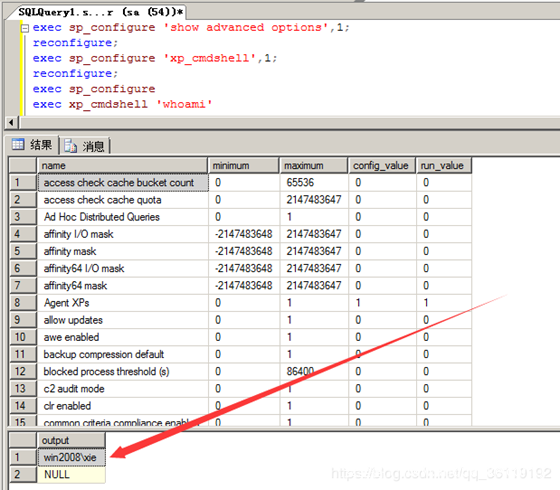 SQLQuery1.s...r (sa (54))*
exec sp_configure 'show advanced options',1;
reconfigure;
exec sp_configure 'xp_cmdshell',1;
reconfigure;
exec sp_configure
exec xp_cmdshell 'whoami'
结果 消息
name minimum maximum config_value run_value
1 access check cache bucket count 0 65536 0 0
2 access check cache quota 0 2147483647 0 0
3 Ad Hoc Distributed Queries 0 1 0 0
4 affinity I/O mask -2147483648 2147483647 0 0
5 affinity mask -2147483648 2147483647 0 0
6 affinity64 I/O mask -2147483648 2147483647 0 0
7 affinity64 mask -2147483648 2147483647 0 0
8 Agent XPs 0 1 1 1
9 allow updates 0 1 0 0
10 awe enabled 0 1 0 0
11 backup compression default 0 1 0 0
12 blocked process threshold (s) 0 86400 0 0
13 c2 audit mode 0 1 0 0
14 clr enabled 0 1 0 0
15 common criteria compliance 0 1 0 0
output
1 win2008\xie
2 NULL
https://blog.csdn.net/qq_36119192